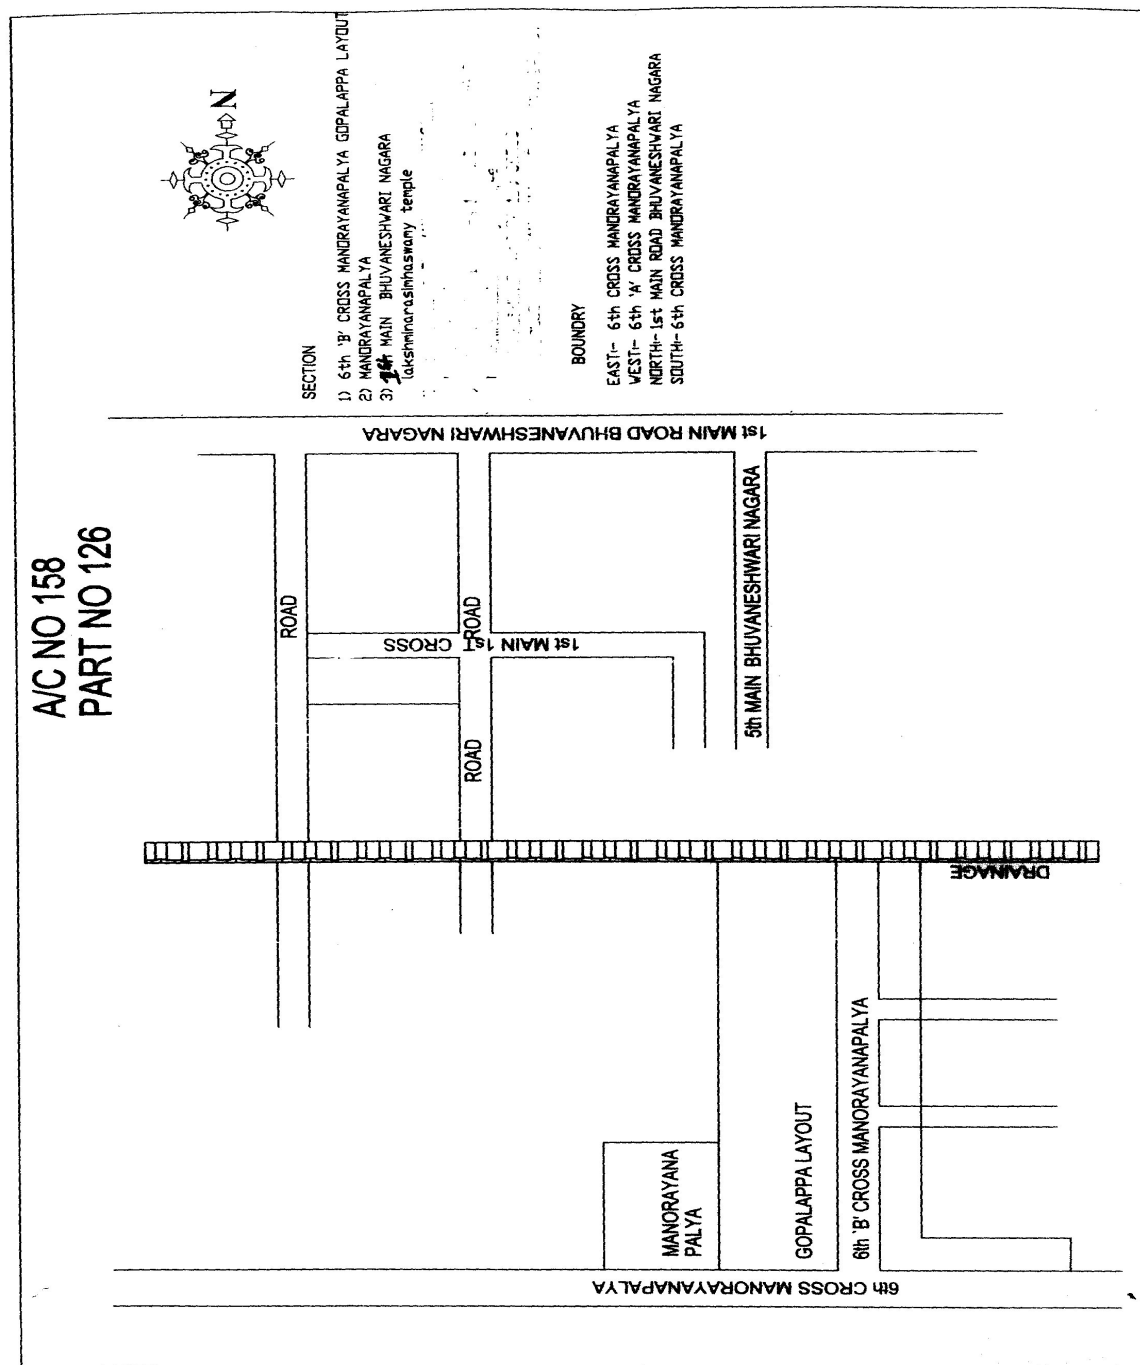 A/C NO 158
PART NO 126
N
SECTION
1) 6th 'B' CROSS MANORAYANAPALYA GOPALAPPA LAYOUT
2) MANORAYANAPALYA
3) 1st MAIN BHUVANESHWARI NAGARA
lakshminarasimhaswamy temple
BOUNDRY
EAST:- 6th CROSS MANORAYANAPALYA
WEST:- 6th 'A' CROSS MANORAYANAPALYA
NORTH:- 1st MAIN ROAD BHUVANESHWARI NAGARA
SOUTH:- 6th CROSS MANORAYANAPALYA
1st MAIN ROAD BHUVANESHWARI NAGARA
ROAD
ROAD
1st MAIN 1ST CROSS
ROAD
5th MAIN BHUVANESHWARI NAGARA
DRAINAGE
MANORAYANA
PALYA
GOPALAPPA LAYOUT
6th 'B' CROSS MANORAYANAPALYA
6th CROSS MANORAYANAPALYA